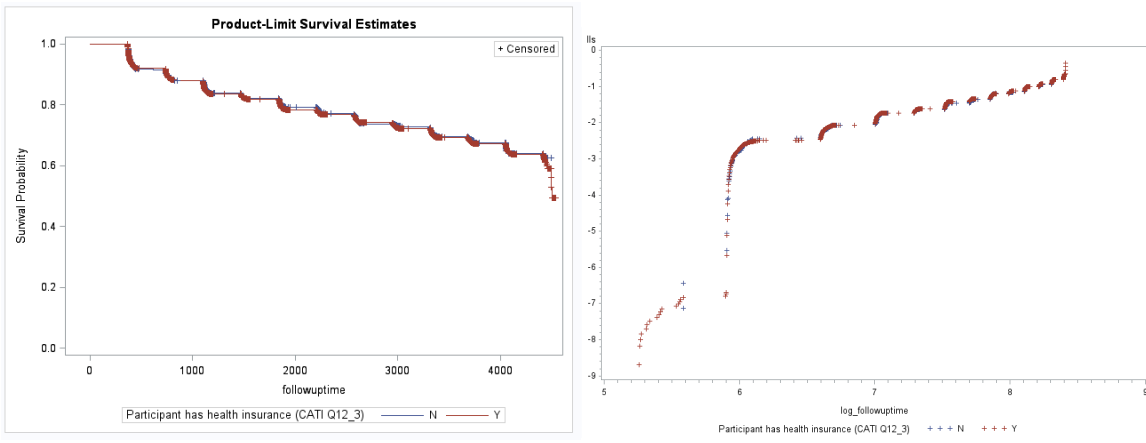 Product-Limit Survival Estimates
+ Censored
1.0
0.8
0.6
0.4
0.2
0.0
Survival Probability
0 1000 2000 3000 4000
followuptime
Participant has health insurance (CATI Q12_3) N Y
lls
0
-1
-2
-3
-4
-5
-6
-7
-8
-9
5 6 7 8 9
log_followuptime
Participant has health insurance (CATI Q12_3) + + + N + + + Y